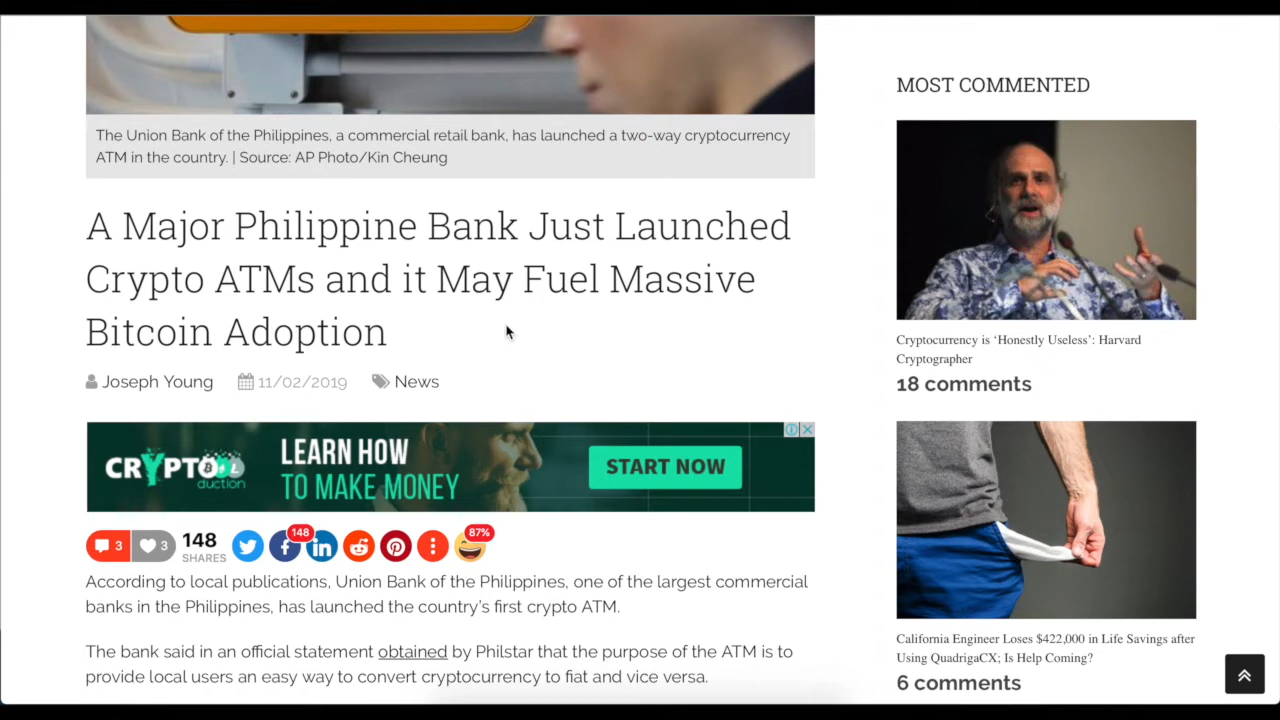 The Union Bank of the Philippines, a commercial retail bank, has launched a two-way cryptocurrency
ATM in the country. | Source: AP Photo/Kin Cheung
A Major Philippine Bank Just Launched
Crypto ATMs and it May Fuel Massive
Bitcoin Adoption
Joseph Young 11/02/2019 News
CRYPTO
duction
LEARN HOW
TO MAKE MONEY
START NOW
3 3 148 SHARES 148 in 87%
According to local publications, Union Bank of the Philippines, one of the largest commercial
banks in the Philippines, has launched the country's first crypto ATM.
The bank said in an official statement obtained by Philstar that the purpose of the ATM is to
provide local users an easy way to convert cryptocurrency to fiat and vice versa.
MOST COMMENTED
Cryptocurrency is ‘Honestly Useless’: Harvard
Cryptographer
18 comments
California Engineer Loses $422,000 in Life Savings after
Using QuadrigaCX; Is Help Coming?
6 comments